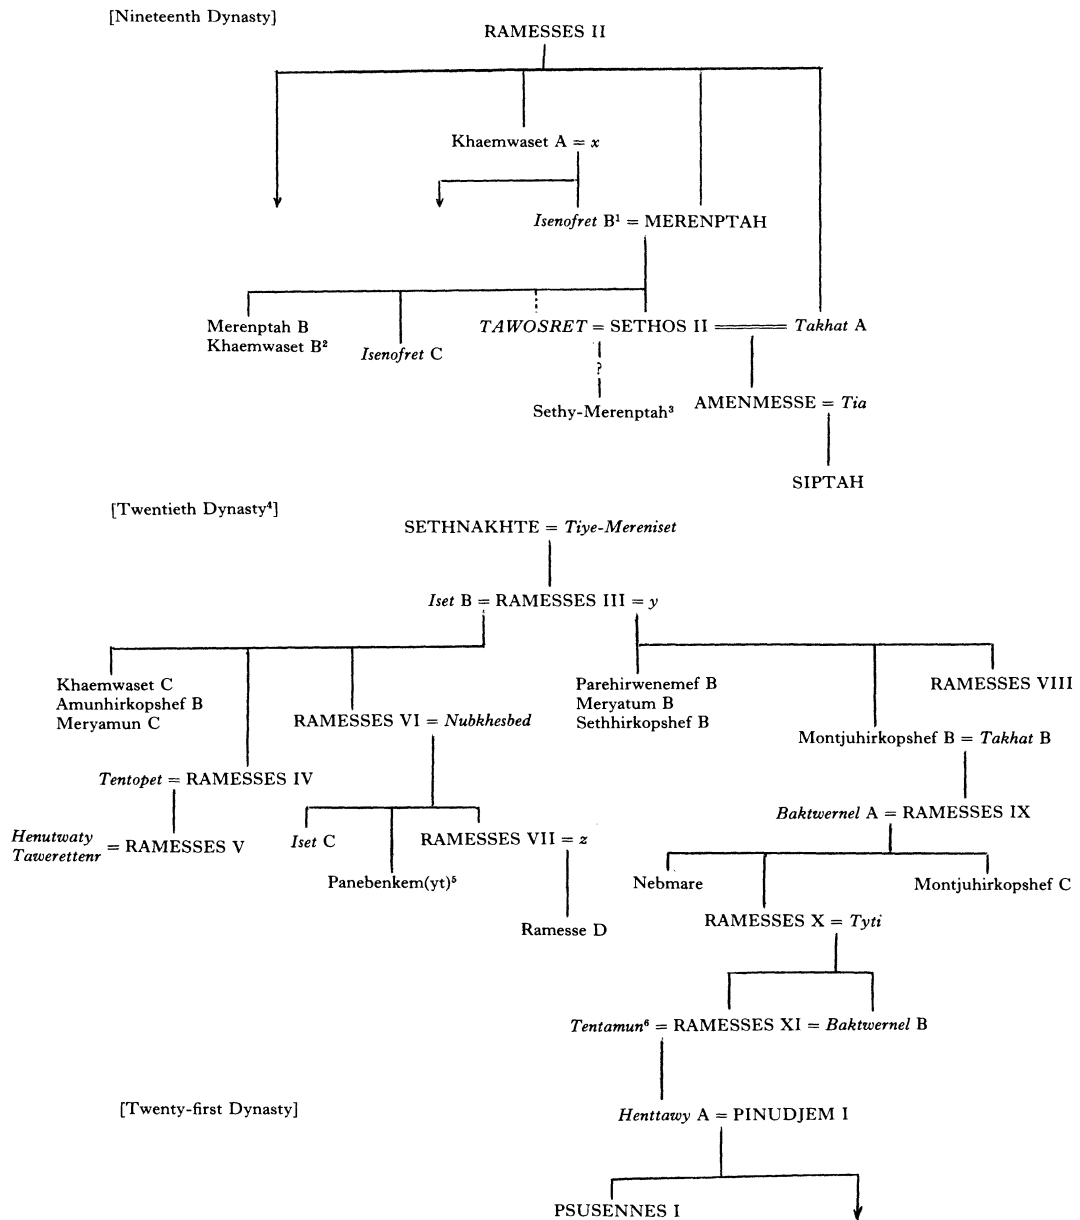 [Nineteenth Dynasty]
RAMESSES II
Khaemwaset A = x
Isenofret B¹ = MERENPTAH
Merenptah B
Khaemwaset B²
Isenofret C
TAWOSRET = SETHOS II ═══ Takhat A
?
Sethy-Merenptah³
AMENMESSE = Tia
SIPTAH
[Twentieth Dynasty⁴]
SETHNAKHTE = Tiye-Mereniset
Iset B = RAMESSES III = y
Khaemwaset C
Amunhirkopshef B
Meryamun C
RAMESSES VI = Nubkhesbed
Parehirwenemef B
Meryatum B
Sethhirkopshef B
RAMESSES VIII
Montjuhirkopshef B = Takhat B
Tentopet = RAMESSES IV
Henutwaty
Tawerettenr
= RAMESSES V
Iset C
RAMESSES VII = z
Panebenkem(yt)⁵
Ramesse D
Baktwernel A = RAMESSES IX
Nebmare
Montjuhirkopshef C
RAMESSES X = Tyti
Tentamun⁶ = RAMESSES XI = Baktwernel B
[Twenty-first Dynasty]
Henttawy A = PINUDJEM I
PSUSENNES I